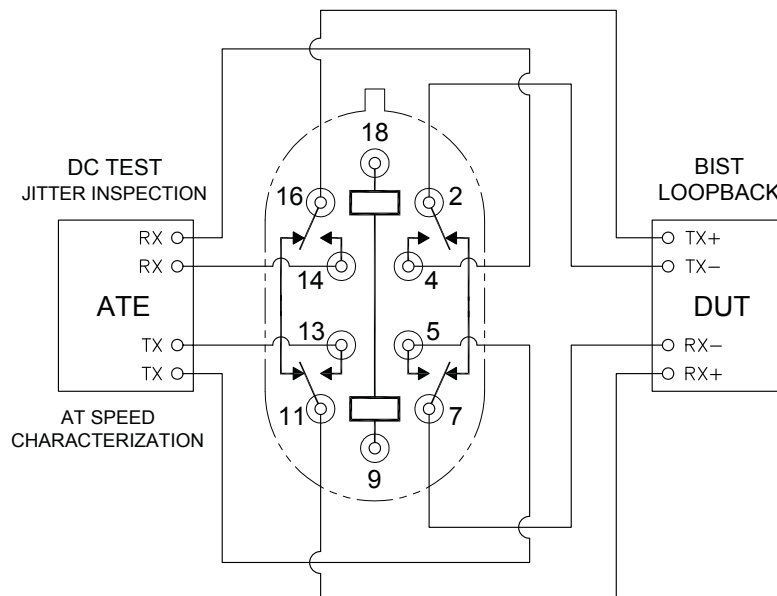 18
DC TEST
JITTER INSPECTION
BIST
LOOPBACK
16
2
RX
RX
TX+
TX-
14
4
ATE
DUT
13
5
TX
TX
RX-
RX+
11
7
AT SPEED
CHARACTERIZATION
9